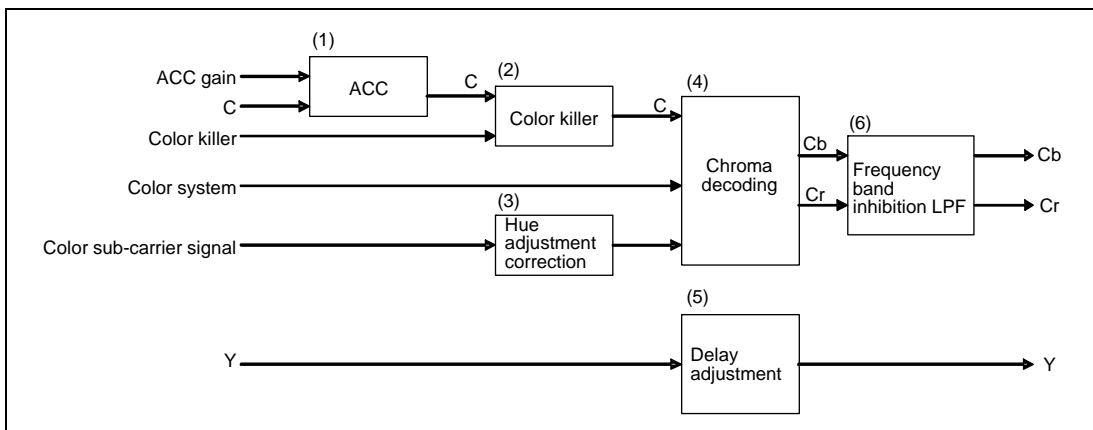 (1)
ACC gain
ACC
C
C
(2)
Color killer
C
Color killer
(4)
Chroma
decoding
Cb
Cr
(6)
Frequency
band
inhibition LPF
Cb
Cr
Color system
(3)
Hue
adjustment
correction
Color sub-carrier signal
(5)
Y
Delay
adjustment
Y